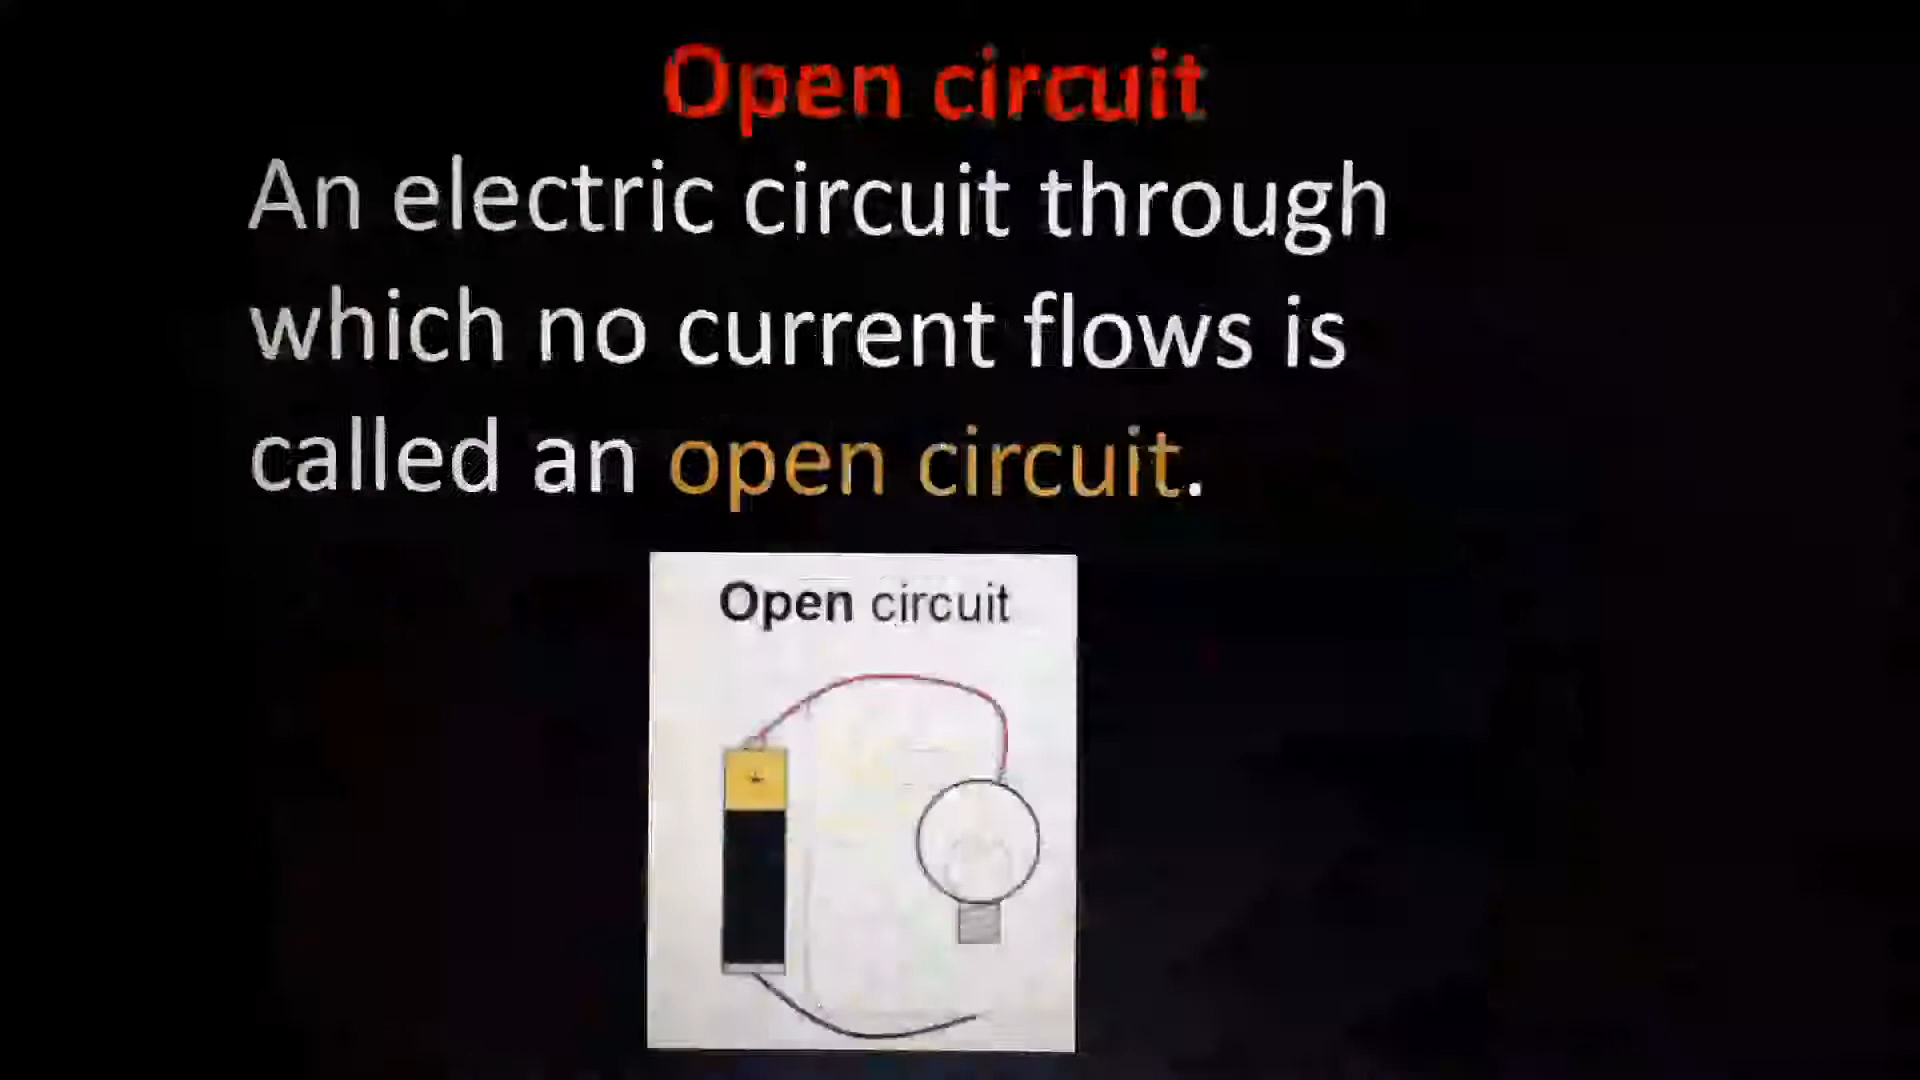 Open circuit
An electric circuit through
which no current flows is
called an open circuit.
Open circuit
+